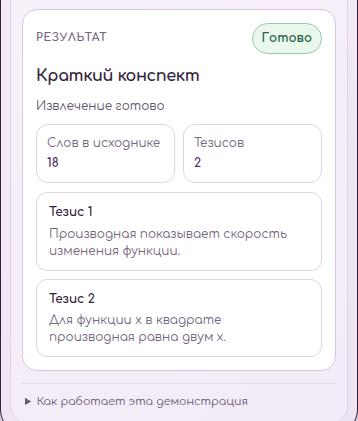 РЕЗУЛЬТАТ
Готово
Краткий конспект
Извлечение готово
Слов в исходнике
18
Тезисов
2
Тезис 1
Производная показывает скорость
изменения функции.
Тезис 2
Для функции x в квадрате
производная равна двум x.
Как работает эта демонстрация